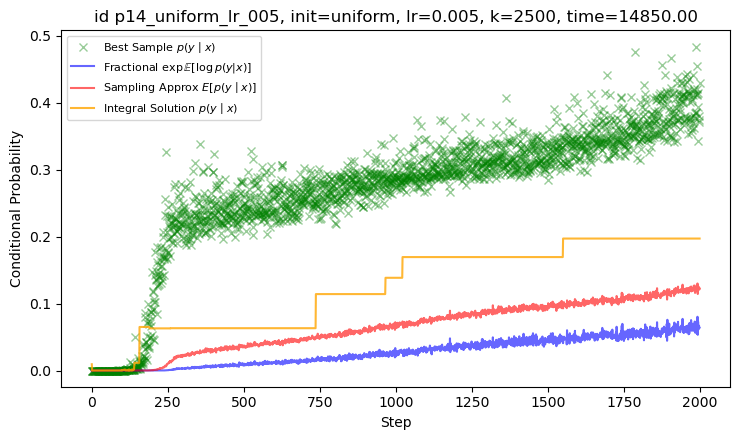 id p14_uniform_lr_005, init=uniform, lr=0.005, k=2500, time=14850.00
Best Sample p(y | x)
Fractional exp𝔼[log p(y|x)]
Sampling Approx E[p(y | x)]
Integral Solution p(y | x)
Conditional Probability
0.5
0.4
0.3
0.2
0.1
0.0
0 250 500 750 1000 1250 1500 1750 2000
Step